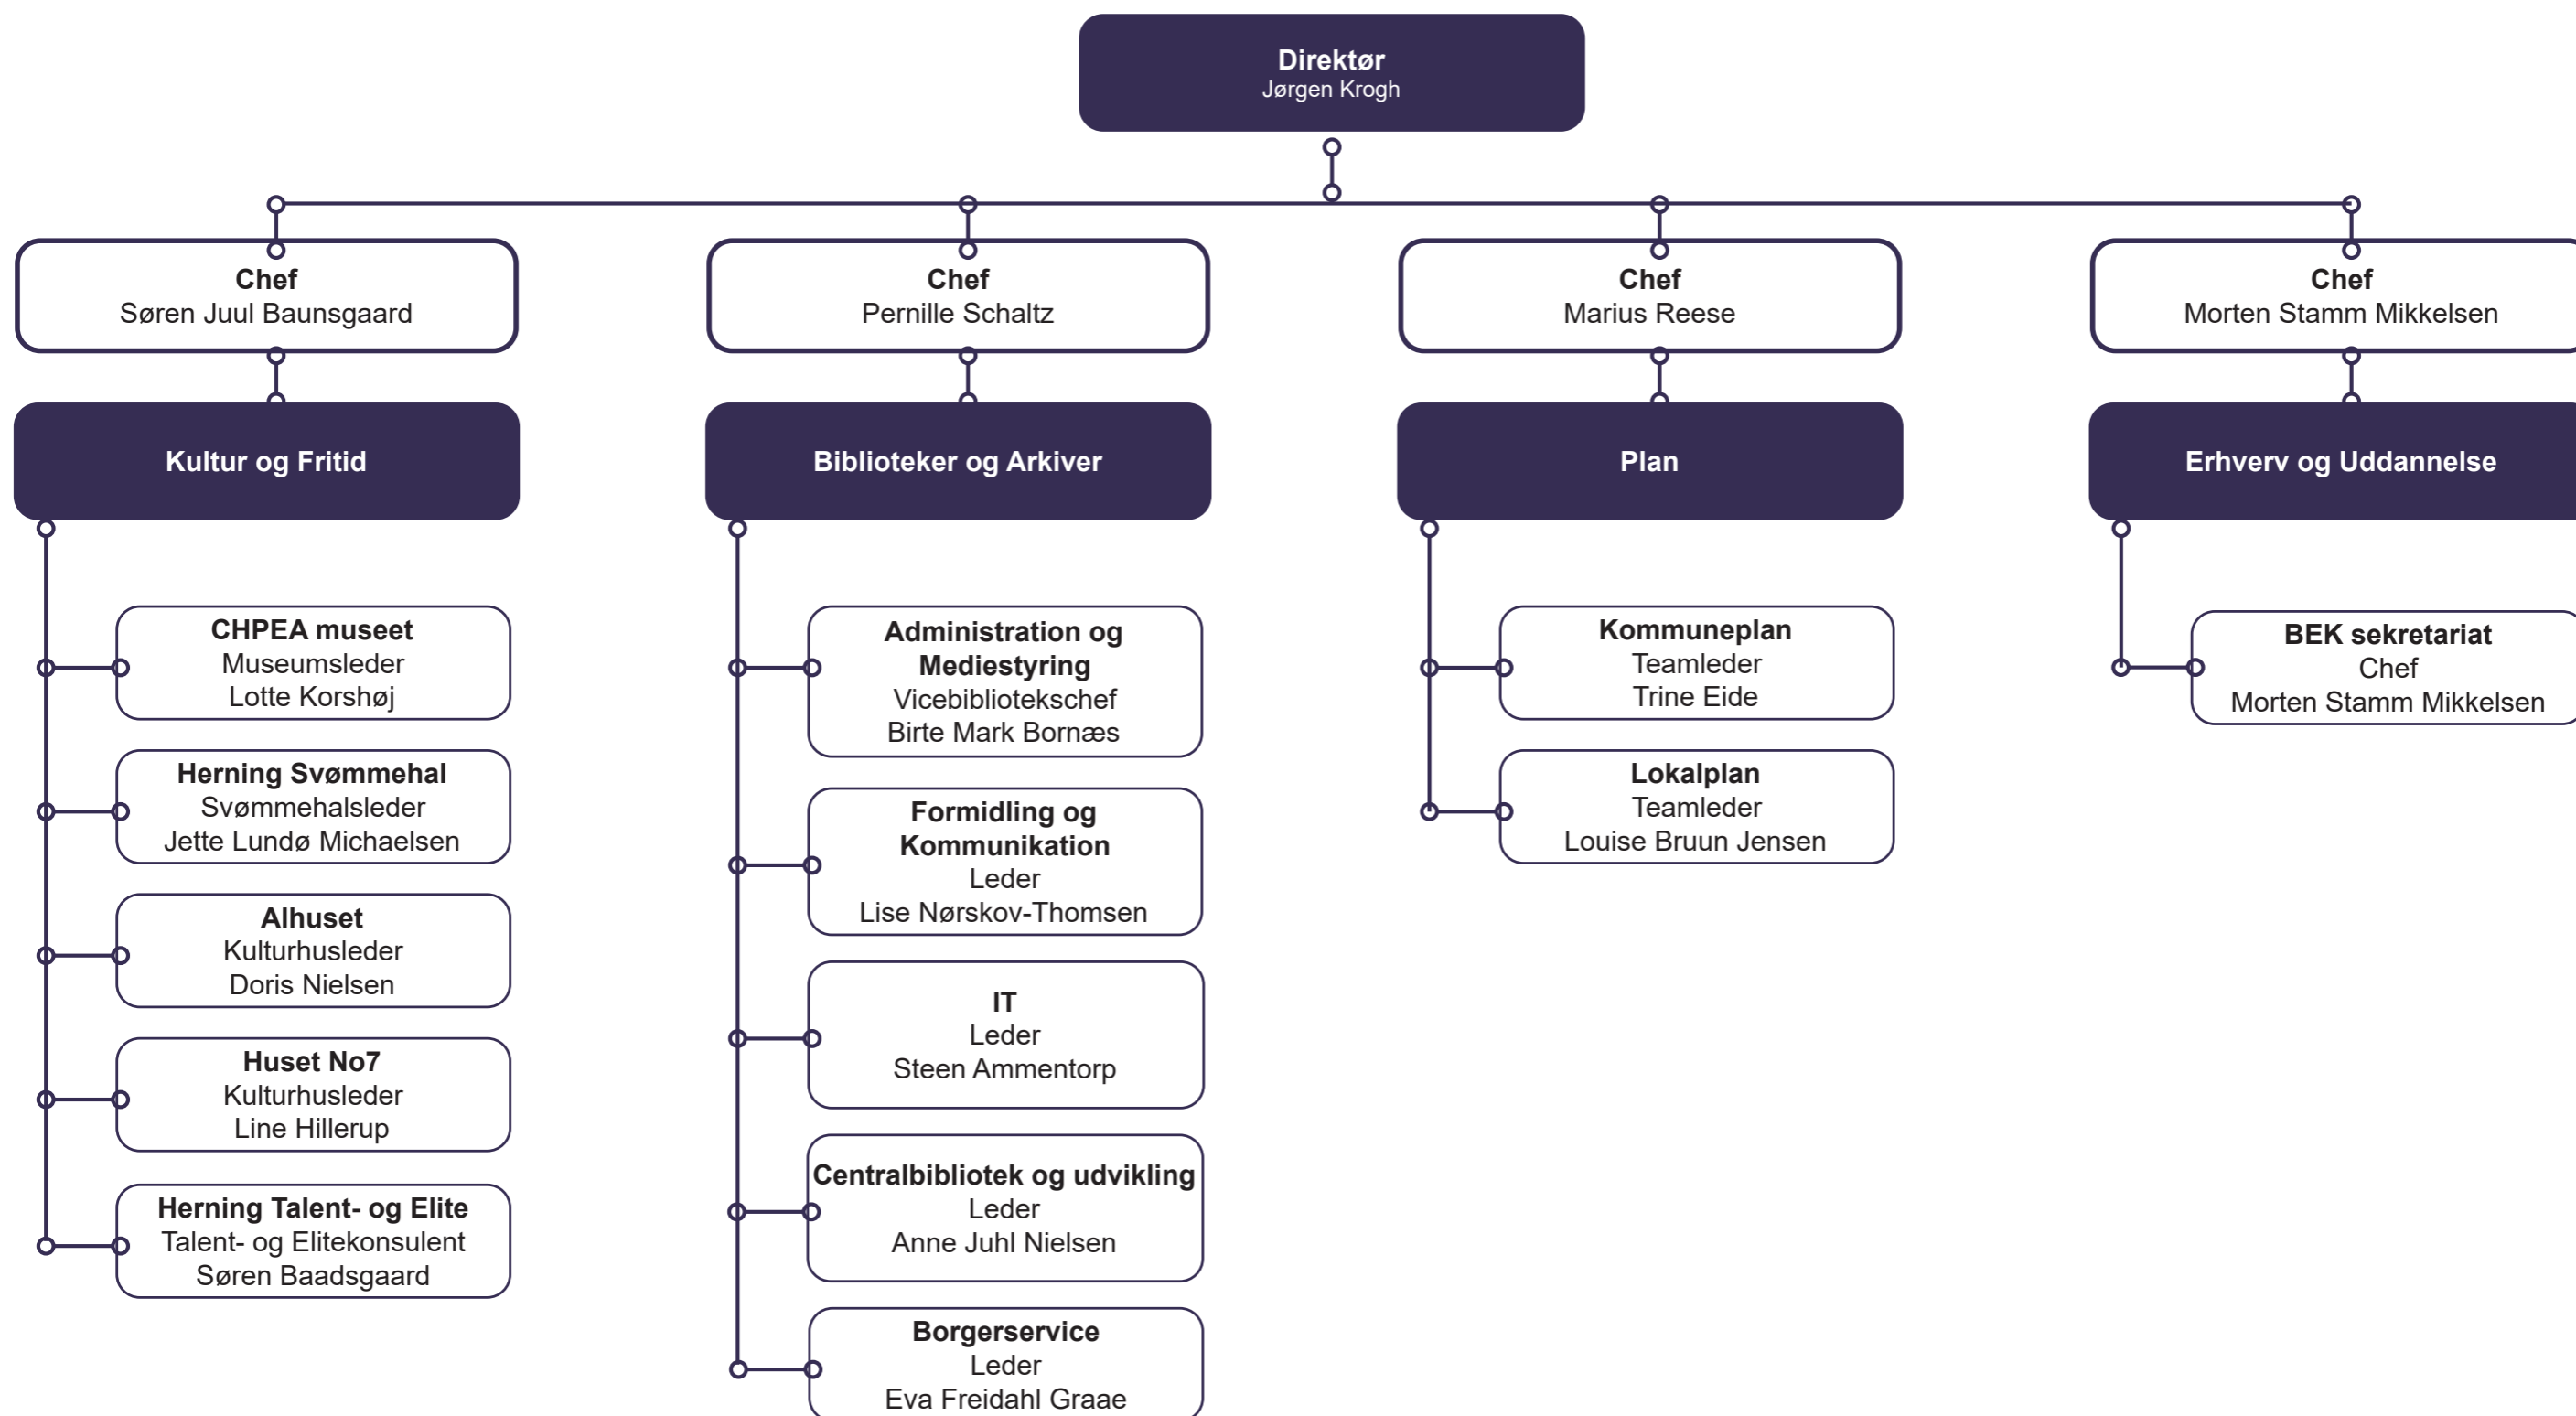 Direktør
Jørgen Krogh
Chef
Søren Juul Baunsgaard
Chef
Pernille Schaltz
Chef
Marius Reese
Chef
Morten Stamm Mikkelsen
Kultur og Fritid
Biblioteker og Arkiver
Plan
Erhverv og Uddannelse
CHPEA museet
Museumsleder
Lotte Korshøj
Herning Svømmehal
Svømmehalsleder
Jette Lundø Michaelsen
Alhuset
Kulturhusleder
Doris Nielsen
Huset No7
Kulturhusleder
Line Hillerup
Herning Talent- og Elite
Talent- og Elitekonsulent
Søren Baadsgaard
Administration og
Mediestyring
Vicebibliotekschef
Birte Mark Bornæs
Formidling og
Kommunikation
Leder
Lise Nørskov-Thomsen
IT
Leder
Steen Ammentorp
Centralbibliotek og udvikling
Leder
Anne Juhl Nielsen
Borgerservice
Leder
Eva Freidahl Graae
Kommuneplan
Teamleder
Trine Eide
Lokalplan
Teamleder
Louise Bruun Jensen
BEK sekretariat
Chef
Morten Stamm Mikkelsen